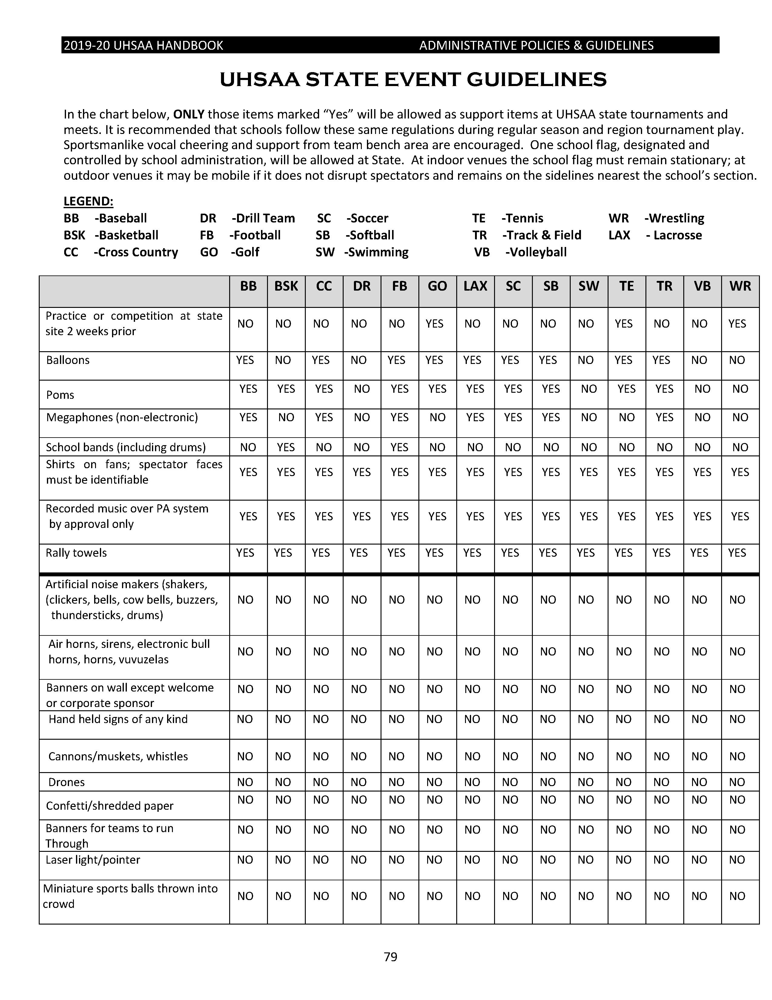 2019-20 UHSAA HANDBOOK ADMINISTRATIVE POLICIES & GUIDELINES
UHSAA STATE EVENT GUIDELINES
In the chart below, ONLY those items marked “Yes” will be allowed as support items at UHSAA state tournaments and
meets. It is recommended that schools follow these same regulations during regular season and region tournament play.
Sportsmanlike vocal cheering and support from team bench area are encouraged. One school flag, designated and
controlled by school administration, will be allowed at State. At indoor venues the school flag must remain stationary; at
outdoor venues it may be mobile if it does not disrupt spectators and remains on the sidelines nearest the school’s section.
LEGEND:
BB -Baseball DR -Drill Team SC -Soccer TE -Tennis WR -Wrestling
BSK -Basketball FB -Football SB -Softball TR -Track & Field LAX - Lacrosse
CC -Cross Country GO -Golf SW -Swimming VB -Volleyball
BB BSK CC DR FB GO LAX SC SB SW TE TR VB WR
Practice or competition at state
site 2 weeks prior
NO NO NO NO NO YES NO NO NO NO YES NO NO YES
Balloons YES NO YES NO YES YES YES YES YES NO YES YES NO NO
Poms YES YES YES NO YES YES YES YES YES NO YES YES NO NO
Megaphones (non-electronic) YES NO YES NO YES NO YES YES YES NO NO YES NO NO
School bands (including drums) NO YES NO NO YES NO NO NO NO NO NO NO NO NO
Shirts on fans; spectator faces
must be identifiable
YES YES YES YES YES YES YES YES YES YES YES YES YES YES
Recorded music over PA system
by approval only
YES YES YES YES YES YES YES YES YES YES YES YES YES YES
Rally towels YES YES YES YES YES YES YES YES YES YES YES YES YES YES
Artificial noise makers (shakers,
(clickers, bells, cow bells, buzzers,
thundersticks, drums)
NO NO NO NO NO NO NO NO NO NO NO NO NO NO
Air horns, sirens, electronic bull
horns, horns, vuvuzelas
NO NO NO NO NO NO NO NO NO NO NO NO NO NO
Banners on wall except welcome
or corporate sponsor
NO NO NO NO NO NO NO NO NO NO NO NO NO NO
Hand held signs of any kind NO NO NO NO NO NO NO NO NO NO NO NO NO NO
Cannons/muskets, whistles NO NO NO NO NO NO NO NO NO NO NO NO NO NO
Drones NO NO NO NO NO NO NO NO NO NO NO NO NO NO
Confetti/shredded paper NO NO NO NO NO NO NO NO NO NO NO NO NO NO
Banners for teams to run
Through
NO NO NO NO NO NO NO NO NO NO NO NO NO NO
Laser light/pointer NO NO NO NO NO NO NO NO NO NO NO NO NO NO
Miniature sports balls thrown into
crowd
NO NO NO NO NO NO NO NO NO NO NO NO NO NO
79